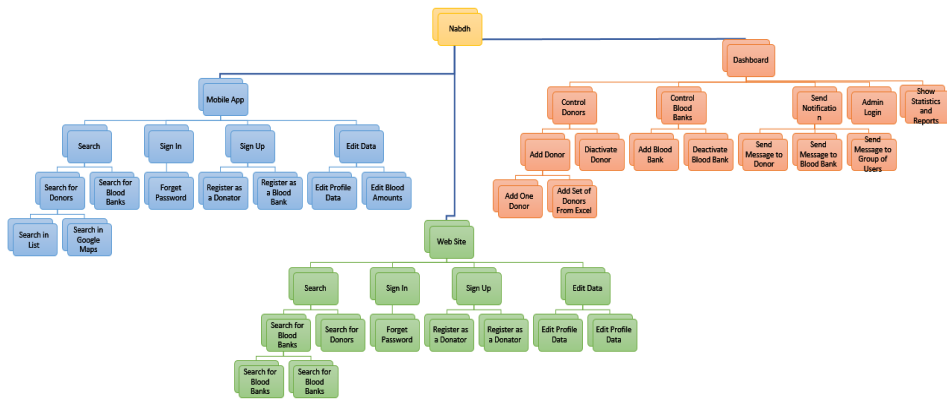 Nabdh
Dashboard
Mobile App
Control
Donors
Control
Blood
Banks
Send
Notificatio
n
Admin
Login
Show
Statistics
and
Reports
Search
Sign In
Sign Up
Edit Data
Add Donor
Diactivate
Donor
Add Blood
Bank
Deactivate
Blood Bank
Send
Message to
Donor
Send
Message to
Blood Bank
Send
Message to
Group of
Users
Search for
Donors
Search for
Blood
Banks
Forget
Password
Register as
a Donator
Register as
a Blood
Bank
Edit Profile
Data
Edit Blood
Amounts
Add One
Donor
Add Set of
Donors
From Excel
Search in
List
Search in
Google
Maps
Web Site
Search
Sign In
Sign Up
Edit Data
Search for
Blood
Banks
Search for
Donors
Forget
Password
Register as
a Donator
Register as
a Donator
Edit Profile
Data
Edit Profile
Data
Search for
Blood
Banks
Search for
Blood
Banks